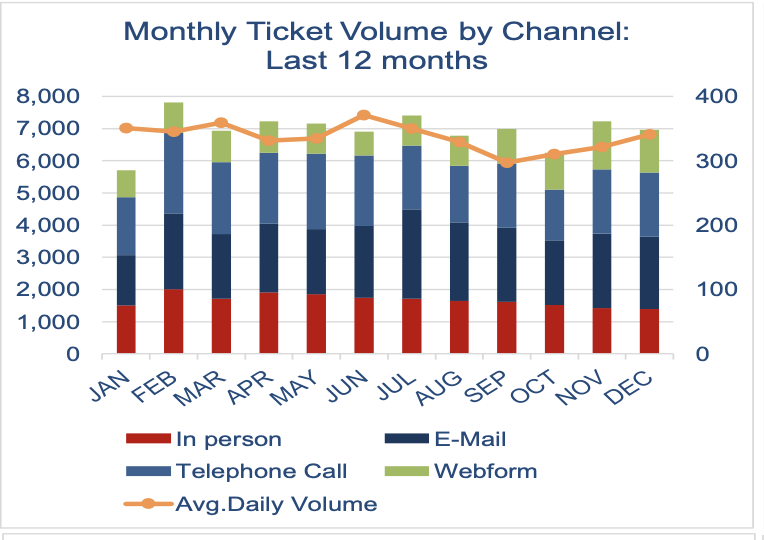 Monthly Ticket Volume by Channel:
Last 12 months
8,000
7,000
6,000
5,000
4,000
3,000
2,000
1,000
0
400
300
200
100
0
JAN FEB MAR APR MAY JUN JUL AUG SEP OCT NOV DEC
In person E-Mail
Telephone Call Webform
Avg.Daily Volume